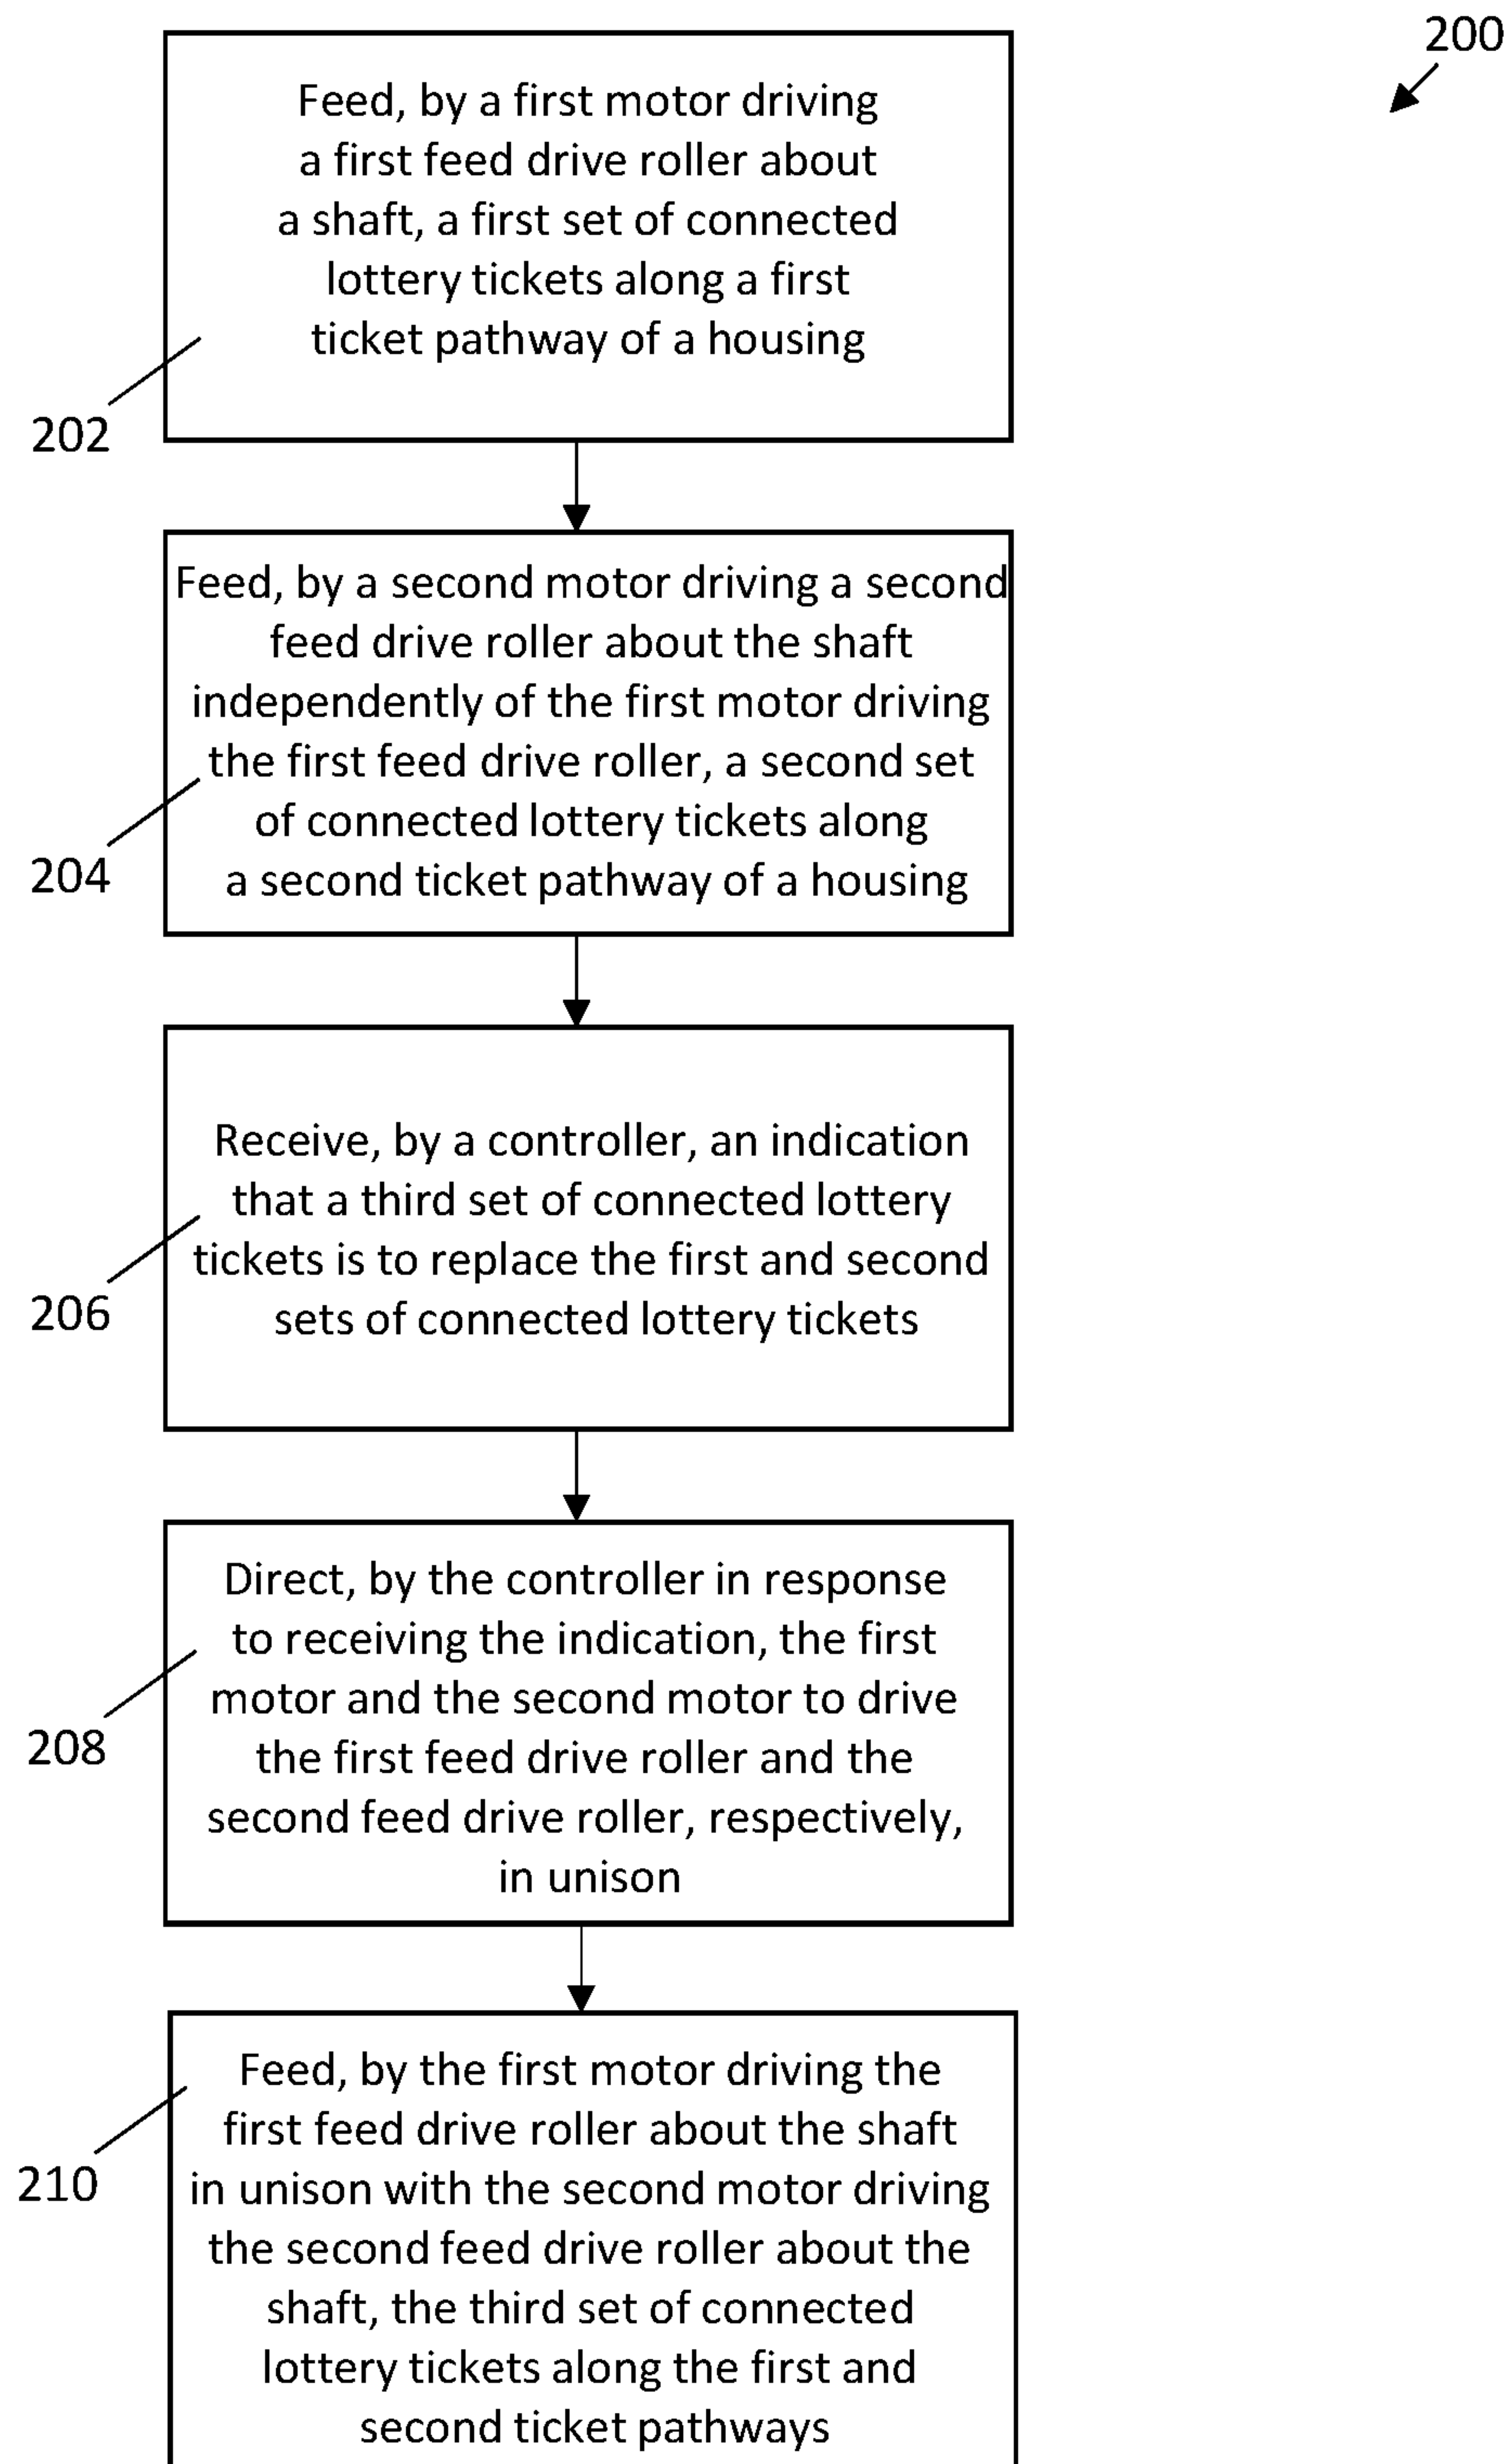 200
Feed, by a first motor driving
a first feed drive roller about
a shaft, a first set of connected
lottery tickets along a first
ticket pathway of a housing
202
Feed, by a second motor driving a second
feed drive roller about the shaft
independently of the first motor driving
the first feed drive roller, a second set
of connected lottery tickets along
a second ticket pathway of a housing
204
Receive, by a controller, an indication
that a third set of connected lottery
tickets is to replace the first and second
sets of connected lottery tickets
206
Direct, by the controller in response
to receiving the indication, the first
motor and the second motor to drive
the first feed drive roller and the
second feed drive roller, respectively,
in unison
208
Feed, by the first motor driving the
first feed drive roller about the shaft
in unison with the second motor driving
the second feed drive roller about the
shaft, the third set of connected
lottery tickets along the first and
second ticket pathways
210